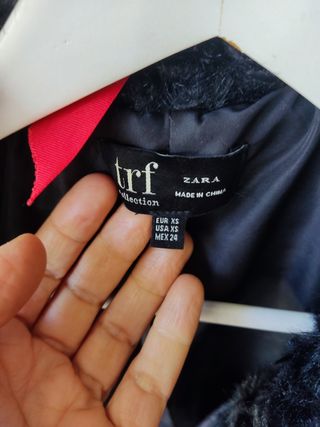 trf
collection
ZARA
MADE IN CHINA
EUR XS
USA XS
MEX 24